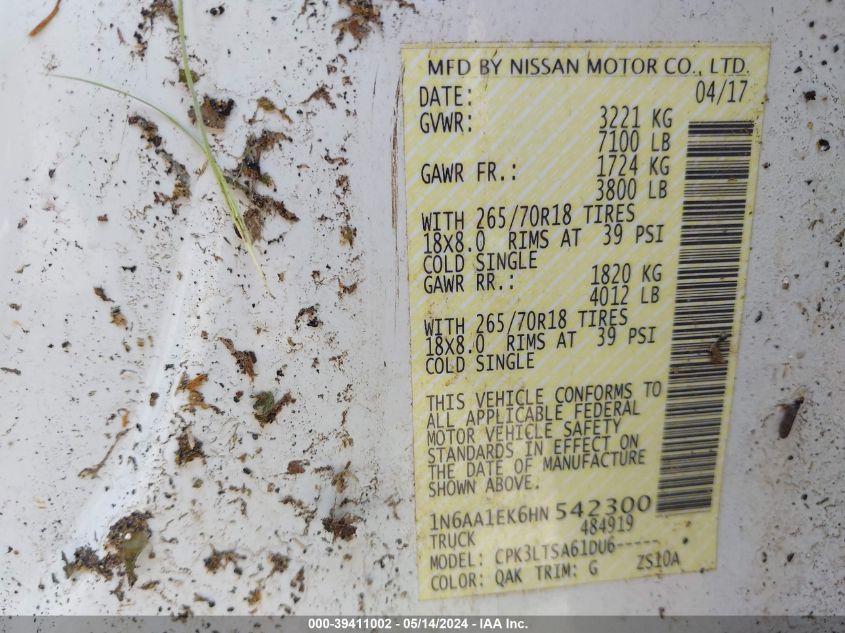 MFD BY NISSAN MOTOR CO., LTD.
DATE: 04/17
GVWR: 3221 KG
7100 LB
GAWR FR.: 1724 KG
3800 LB
WITH 265/70R18 TIRES
18X8.0 RIMS AT 39 PSI
COLD SINGLE
GAWR RR.: 1820 KG
4012 LB
WITH 265/70R18 TIRES
18X8.0 RIMS AT 39 PSI
COLD SINGLE
THIS VEHICLE CONFORMS TO
ALL APPLICABLE FEDERAL
MOTOR VEHICLE SAFETY
STANDARDS IN EFFECT ON
THE DATE OF MANUFACTURE
SHOWN ABOVE.
1N6AA1EK6HN 542300
TRUCK 484919
MODEL: CPK3LTSA61DU6-----
COLOR: QAK TRIM: G ZS10A
000-39411002 - 05/14/2024 - IAA Inc.